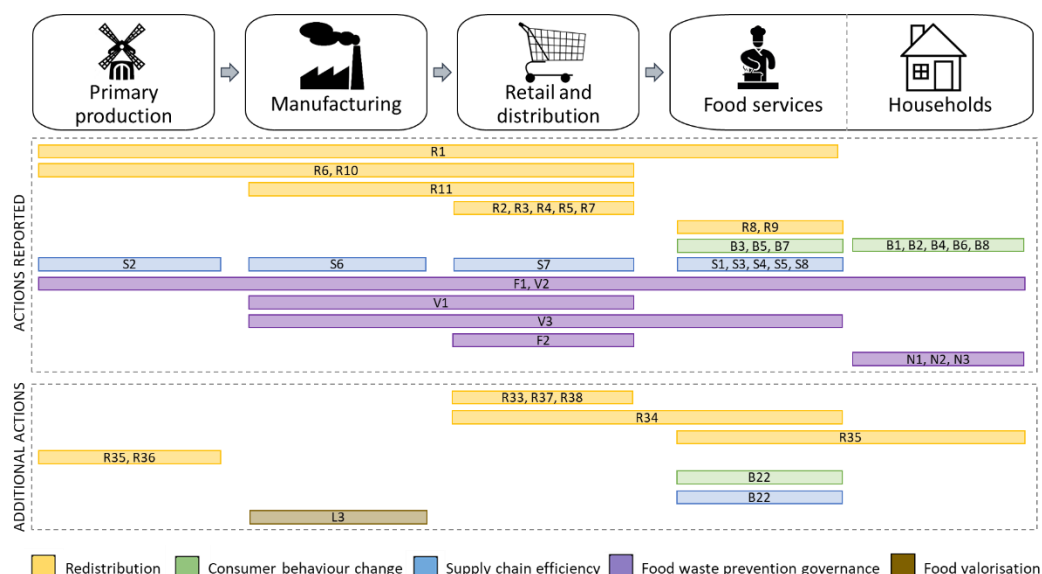 Primary
production
Manufacturing
Retail and
distribution
Food services
Households
ACTIONS REPORTED
R1
R6, R10
R11
R2, R3, R4, R5, R7
R8, R9
B3, B5, B7
B1, B2, B4, B6, B8
S2
S6
S7
S1, S3, S4, S5, S8
F1, V2
V1
V3
F2
N1, N2, N3
ADDITIONAL ACTIONS
R33, R37, R38
R34
R35
R35, R36
B22
B22
L3
Redistribution
Consumer behaviour change
Supply chain efficiency
Food waste prevention governance
Food valorisation